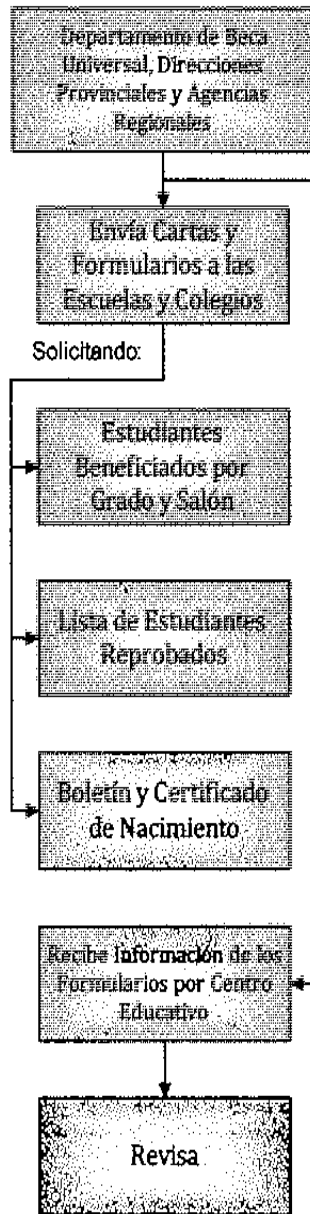 Departamento de Beca
Universal, Direcciones
Provinciales y Agencias
Regionales
Envía Cartas y
Formularios a las
Escuelas y Colegios
Solicitando:
Estudiantes
Beneficiados por
Grado y Salón
Lista de Estudiantes
Reprobados
Boletín y Certificado
de Nacimiento
Recibe Información de los
Formularios por Centro
Educativo
Revisa